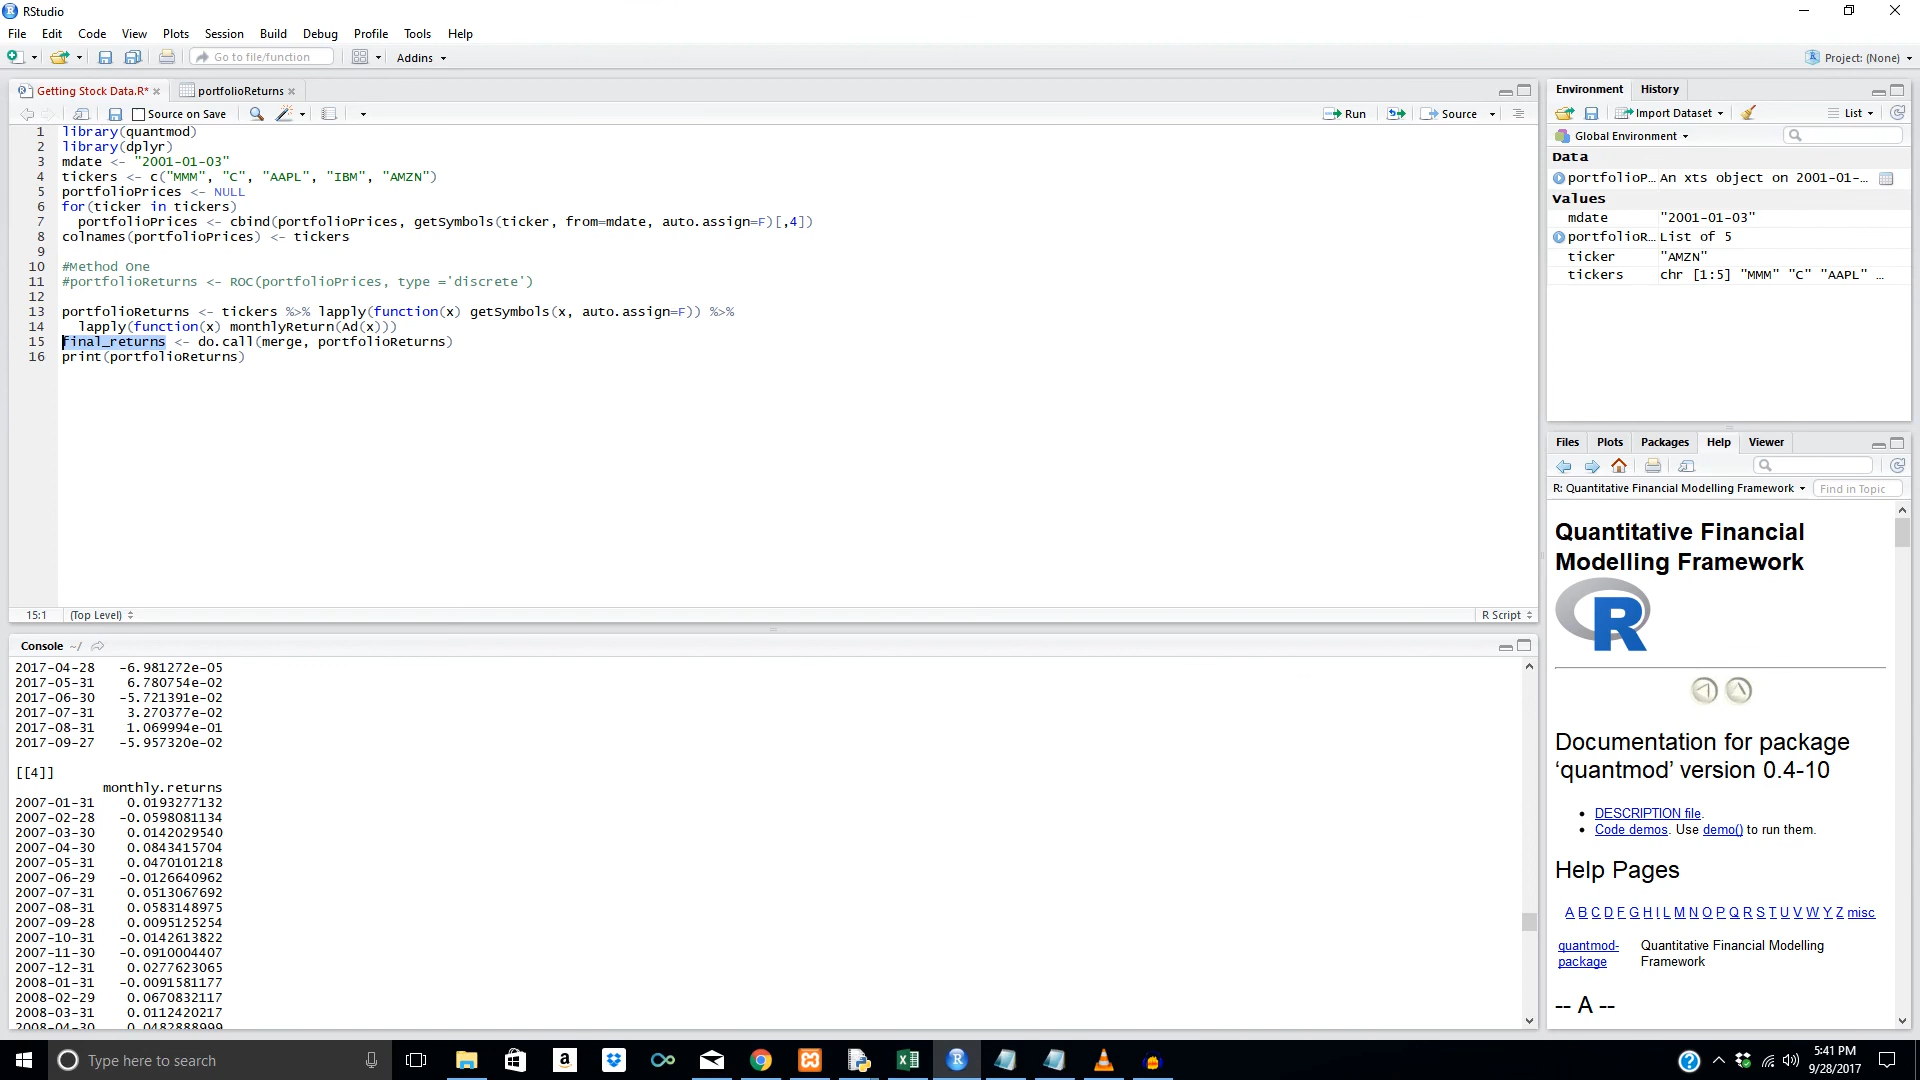 RStudio
File Edit Code View Plots Session Build Debug Profile Tools Help
Go to file/function Addins Project: (None)
Getting Stock Data.R* portfolioReturns
Source on Save Run Source
1 library(quantmod)
2 library(dplyr)
3 mdate <- "2001-01-03"
4 tickers <- c("MMM", "C", "AAPL", "IBM", "AMZN")
5 portfolioPrices <- NULL
6 for(ticker in tickers)
7 portfolioPrices <- cbind(portfolioPrices, getSymbols(ticker, from=mdate, auto.assign=F)[,4])
8 colnames(portfolioPrices) <- tickers
9
10 #Method One
11 #portfolioReturns <- ROC(portfolioPrices, type ='discrete')
12
13 portfolioReturns <- tickers %>% lapply(function(x) getSymbols(x, auto.assign=F)) %>%
14 lapply(function(x) monthlyReturn(Ad(x)))
15 final_returns <- do.call(merge, portfolioReturns)
16 print(portfolioReturns)
15:1 (Top Level) R Script
Console ~/
2017-04-28 -6.981272e-05
2017-05-31 6.780754e-02
2017-06-30 -5.721391e-02
2017-07-31 3.270377e-02
2017-08-31 1.069994e-01
2017-09-27 -5.957320e-02
[[4]]
monthly.returns
2007-01-31 0.0193277132
2007-02-28 -0.0598081134
2007-03-30 0.0142029540
2007-04-30 0.0843415704
2007-05-31 0.0470101218
2007-06-29 -0.0126640962
2007-07-31 0.0513067692
2007-08-31 0.0583148975
2007-09-28 0.0095125254
2007-10-31 -0.0142613822
2007-11-30 -0.0910004407
2007-12-31 0.0277623065
2008-01-31 -0.0091581177
2008-02-29 0.0670832117
2008-03-31 0.0112420217
2008-04-30 0.0482888999
Environment History
Import Dataset List
Global Environment
Data
portfolioP… An xts object on 2001-01-…
Values
mdate "2001-01-03"
portfolioR… List of 5
ticker "AMZN"
tickers chr [1:5] "MMM" "C" "AAPL" …
Files Plots Packages Help Viewer
R: Quantitative Financial Modelling Framework Find in Topic
Quantitative Financial
Modelling Framework
R
Documentation for package
‘quantmod’ version 0.4-10
DESCRIPTION file.
Code demos. Use demo() to run them.
Help Pages
A B C D E G H I L M N O P Q R S T U V W Y Z misc
quantmod-package Quantitative Financial Modelling Framework
-- A --
Type here to search
5:41 PM
9/28/2017